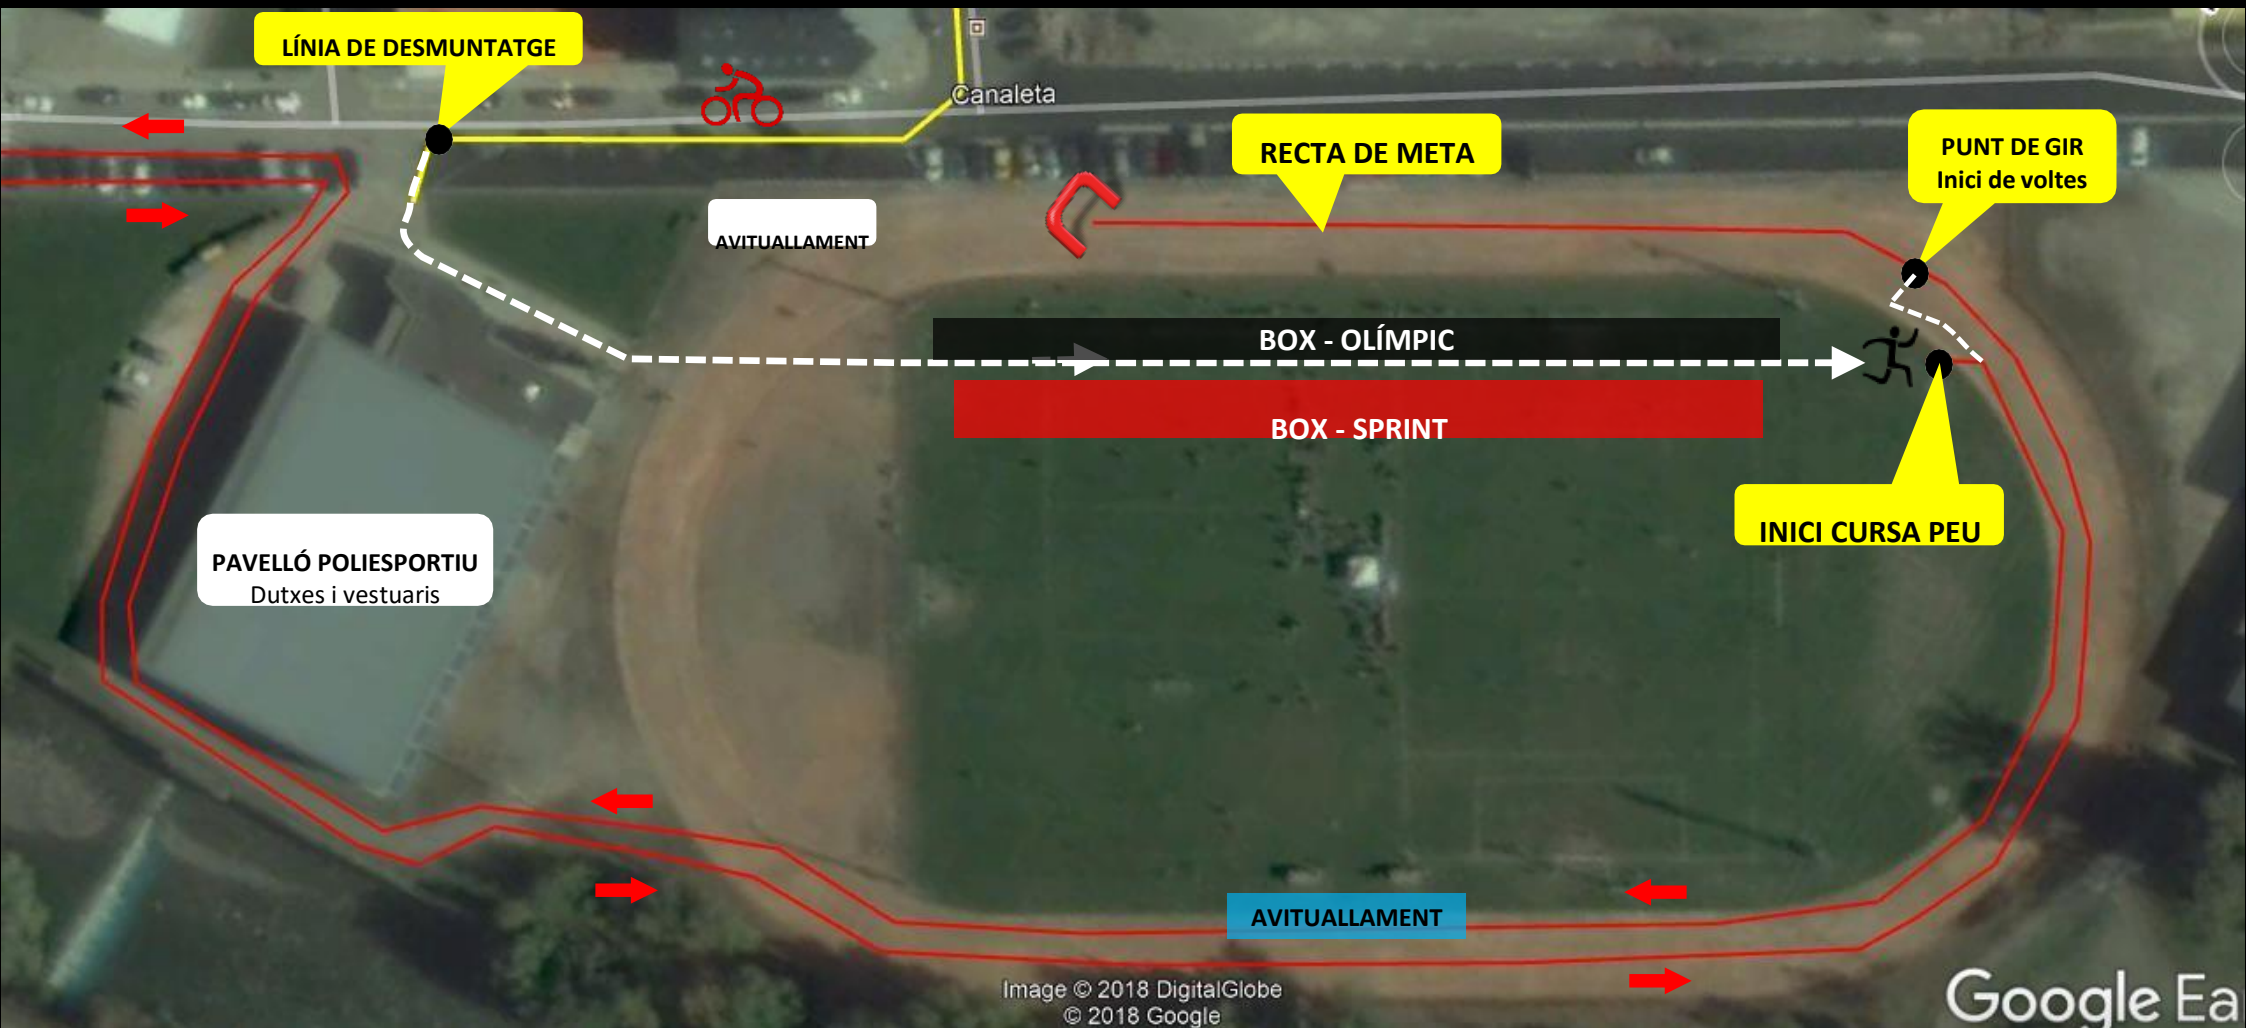 LÍNIA DE DESMUNTATGE
Canaleta
RECTA DE META
PUNT DE GIR
Inici de voltes
AVITUALLAMENT
BOX - OLÍMPIC
BOX - SPRINT
INICI CURSA PEU
PAVELLÓ POLIESPORTIU
Dutxes i vestuaris
AVITUALLAMENT
Image © 2018 DigitalGlobe
© 2018 Google
Google Ea